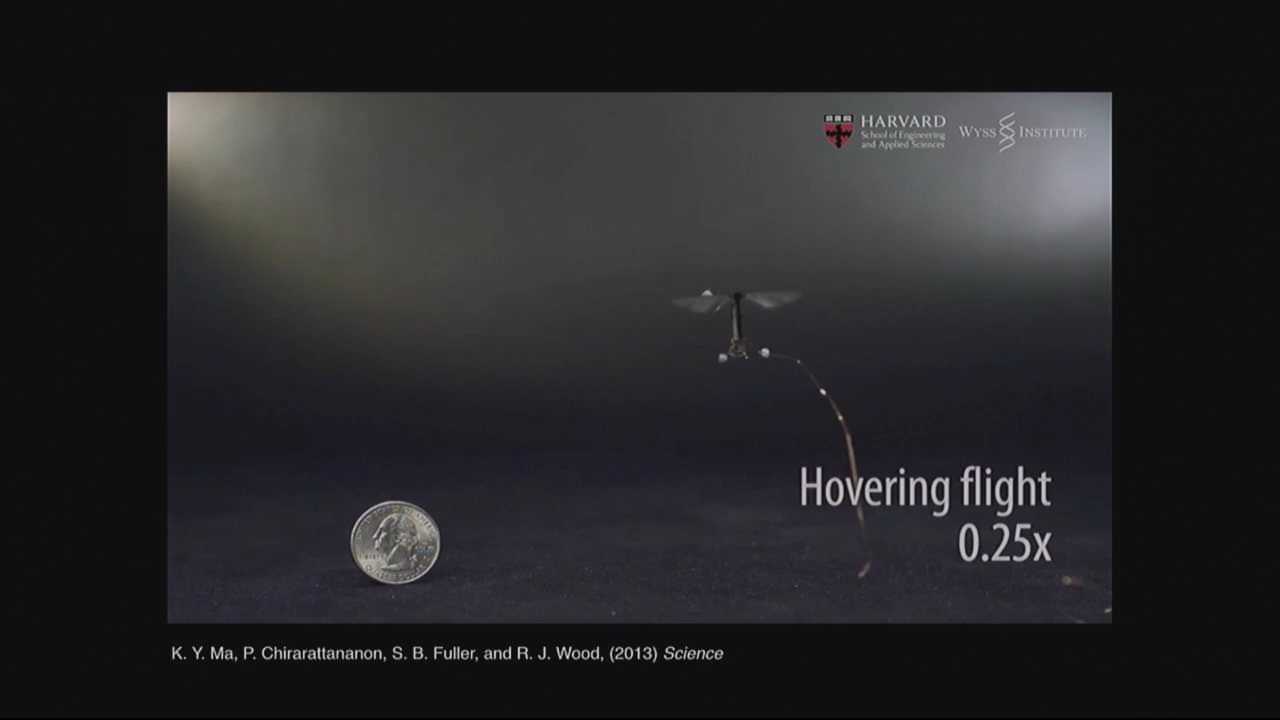 HARVARD
School of Engineering
and Applied Sciences
WYSS INSTITUTE
Hovering flight
0.25x
K. Y. Ma, P. Chirarattananon, S. B. Fuller, and R. J. Wood, (2013) Science